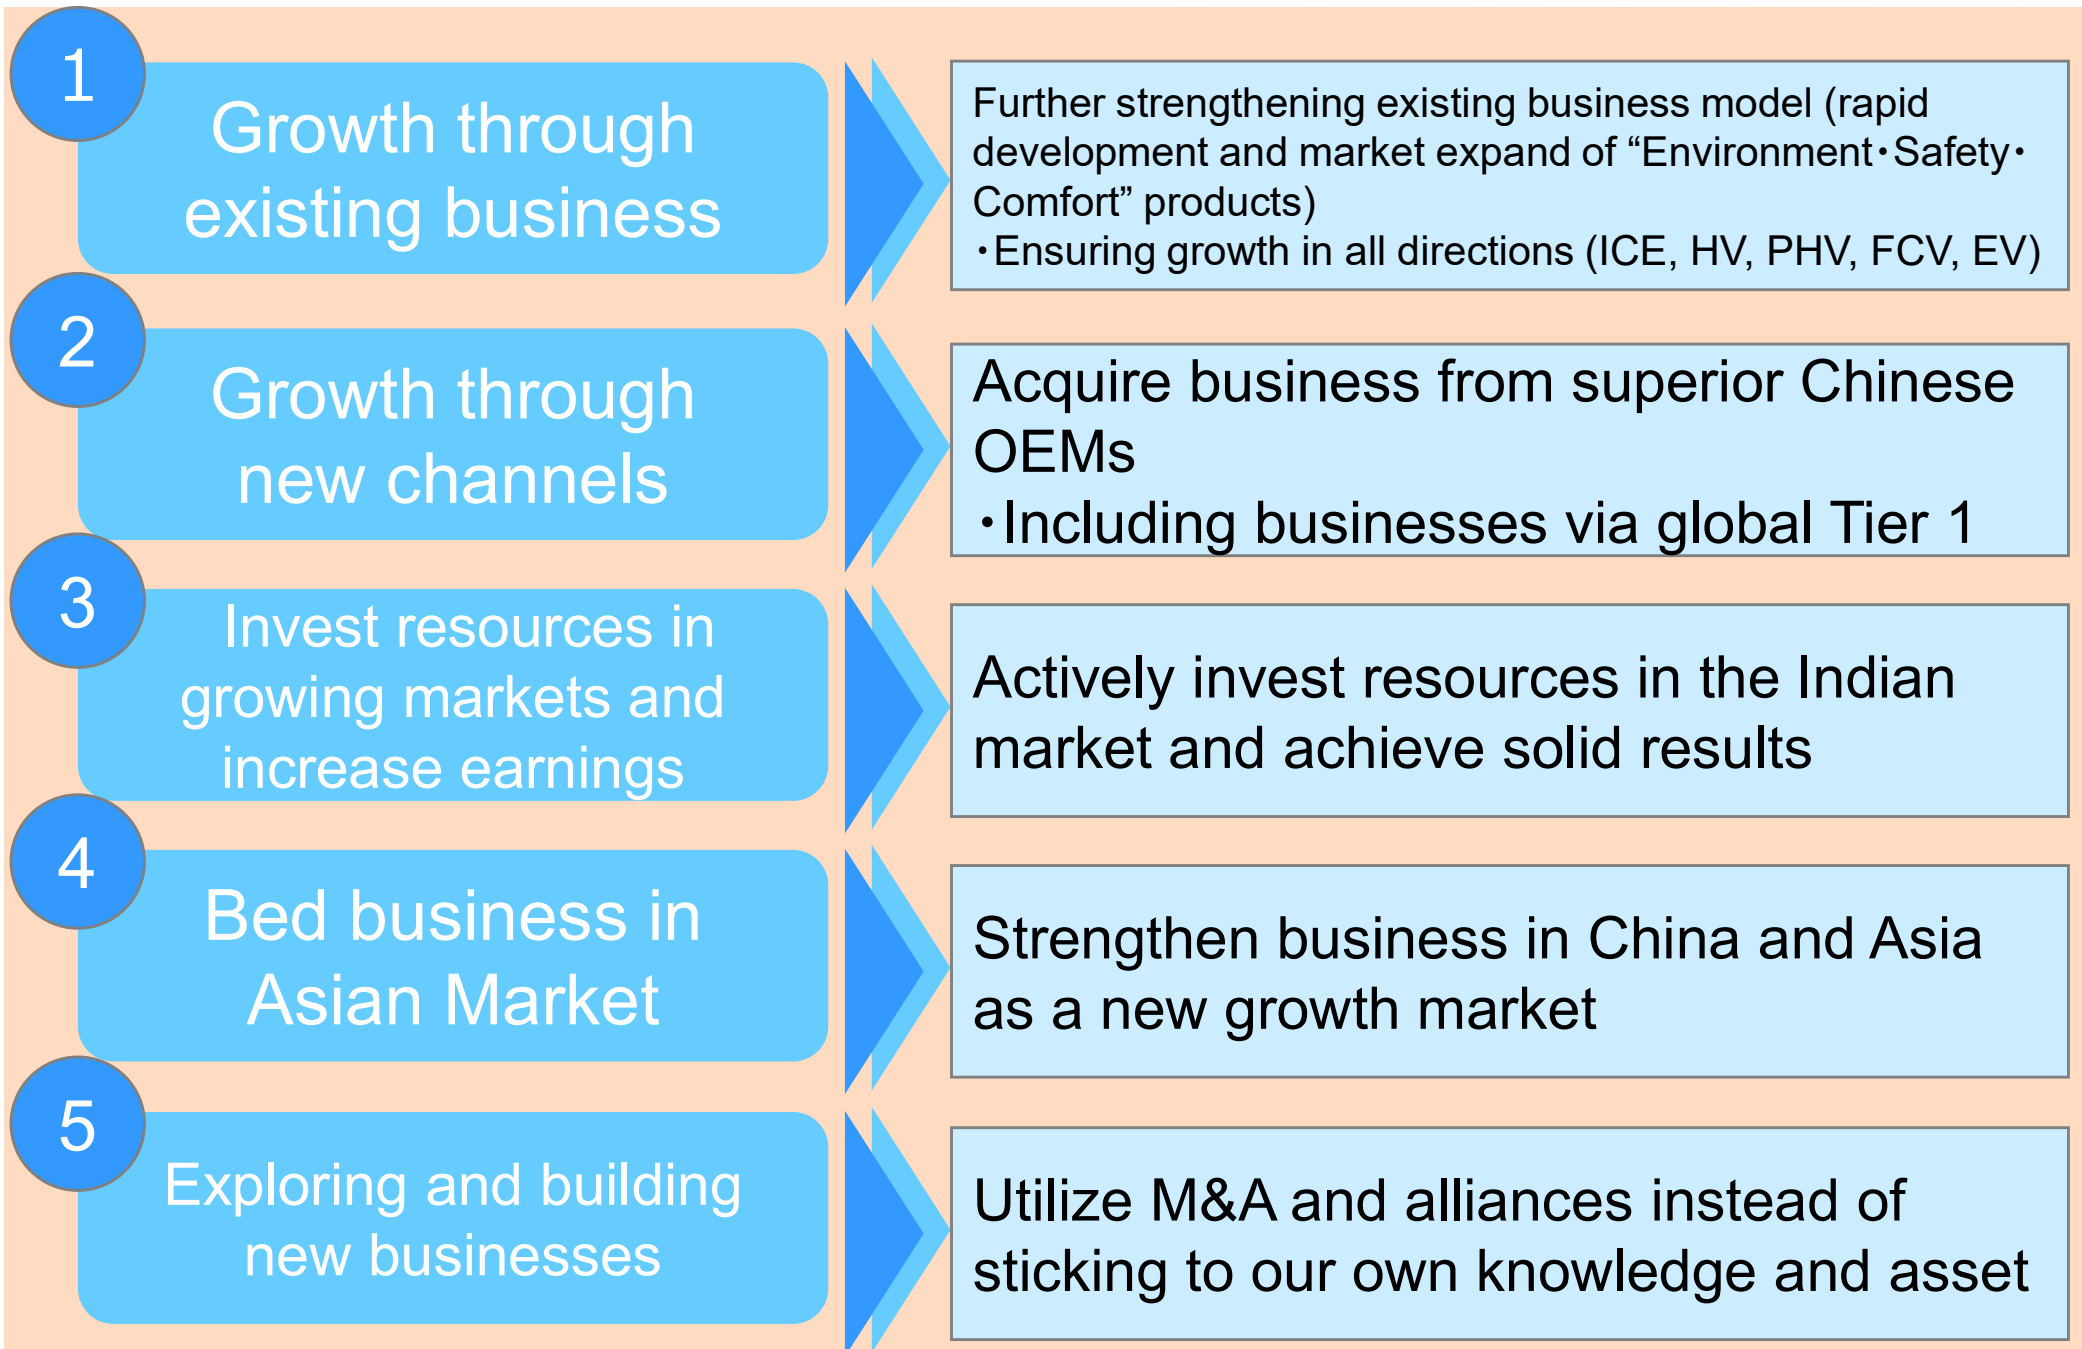 1
Growth through
existing business
Further strengthening existing business model (rapid
development and market expand of “Environment・Safety・
Comfort” products)
・Ensuring growth in all directions (ICE, HV, PHV, FCV, EV)
2
Growth through
new channels
Acquire business from superior Chinese
OEMs
・Including businesses via global Tier 1
3
Invest resources in
growing markets and
increase earnings
Actively invest resources in the Indian
market and achieve solid results
4
Bed business in
Asian Market
Strengthen business in China and Asia
as a new growth market
5
Exploring and building
new businesses
Utilize M&A and alliances instead of
sticking to our own knowledge and asset